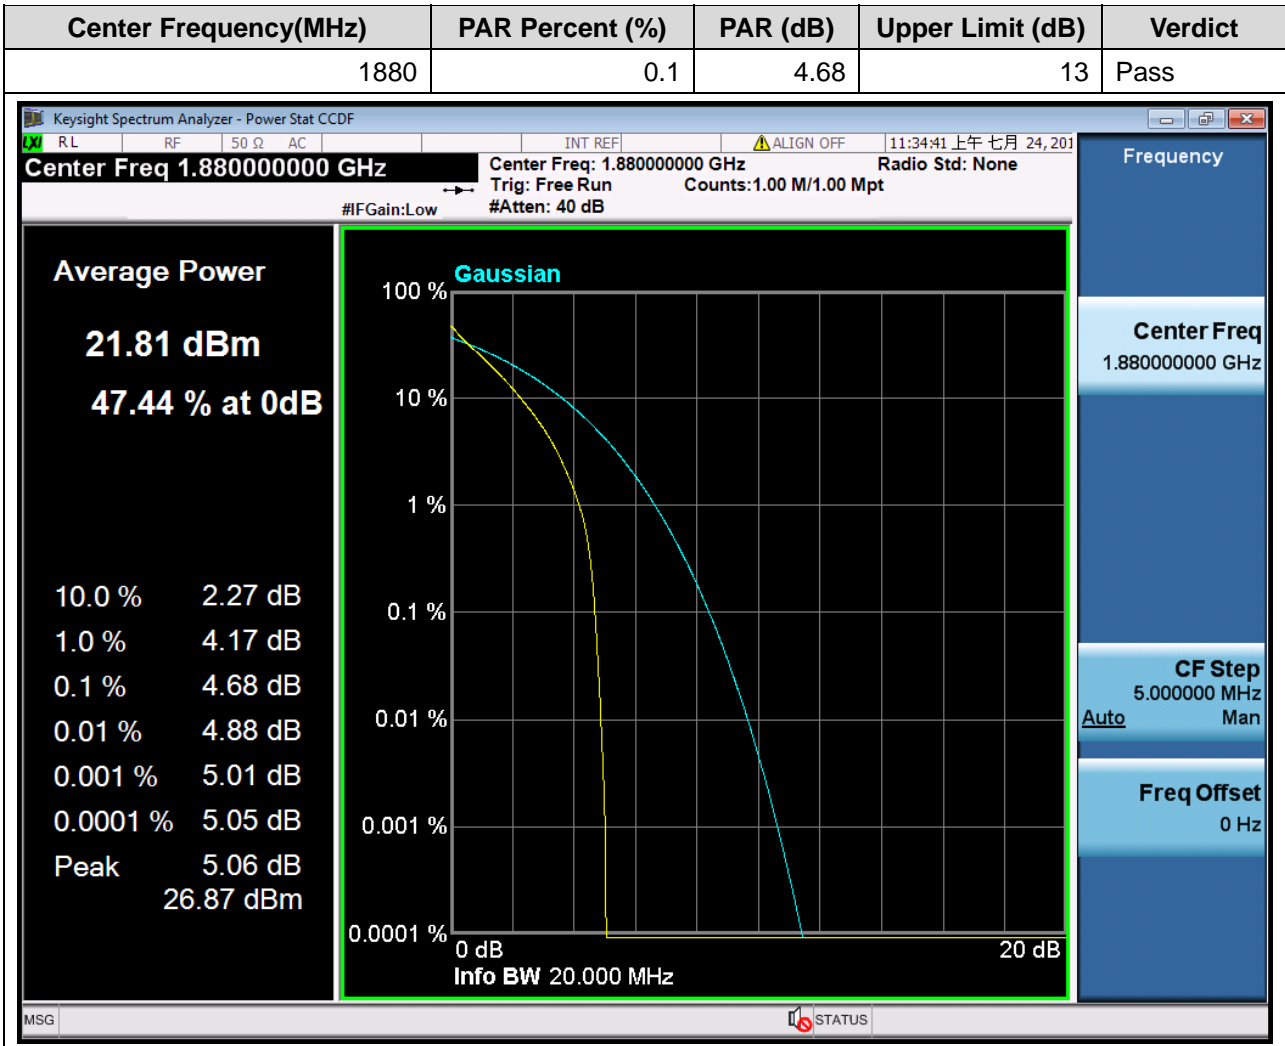 Center Frequency(MHz) PAR Percent (%) PAR (dB) Upper Limit (dB) Verdict
1880 0.1 4.68 13 Pass
Keysight Spectrum Analyzer - Power Stat CCDF
LXI RL RF 50 Ω AC INT REF ALIGN OFF 11:34:41 上午 七月 24, 201
Center Freq 1.880000000 GHz
Center Freq: 1.880000000 GHz Radio Std: None
Trig: Free Run Counts:1.00 M/1.00 Mpt
#IFGain:Low #Atten: 40 dB
Average Power
21.81 dBm
47.44 % at 0dB
10.0 % 2.27 dB
1.0 % 4.17 dB
0.1 % 4.68 dB
0.01 % 4.88 dB
0.001 % 5.01 dB
0.0001 % 5.05 dB
Peak 5.06 dB
26.87 dBm
Gaussian
100 %
10 %
1 %
0.1 %
0.01 %
0.001 %
0.0001 %
0 dB 20 dB
Info BW 20.000 MHz
Frequency
Center Freq
1.880000000 GHz
CF Step
5.000000 MHz
Auto Man
Freq Offset
0 Hz
MSG STATUS